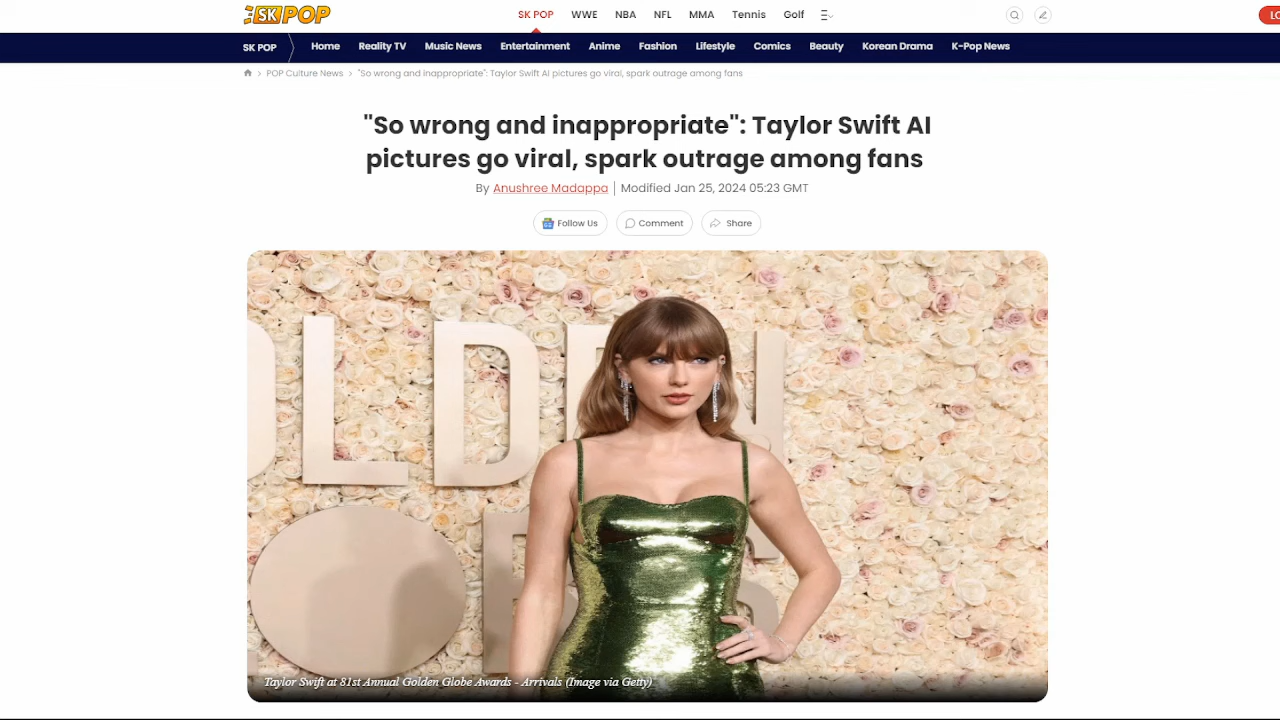 SK POP
SK POP WWE NBA NFL MMA Tennis Golf
SK POP Home Reality TV Music News Entertainment Anime Fashion Lifestyle Comics Beauty Korean Drama K-Pop News
POP Culture News > "So wrong and inappropriate": Taylor Swift AI pictures go viral, spark outrage among fans
"So wrong and inappropriate": Taylor Swift AI
pictures go viral, spark outrage among fans
By Anushree Madappa | Modified Jan 25, 2024 05:23 GMT
Follow Us Comment Share
OLDEN
OBES
Taylor Swift at 81st Annual Golden Globe Awards - Arrivals (Image via Getty)